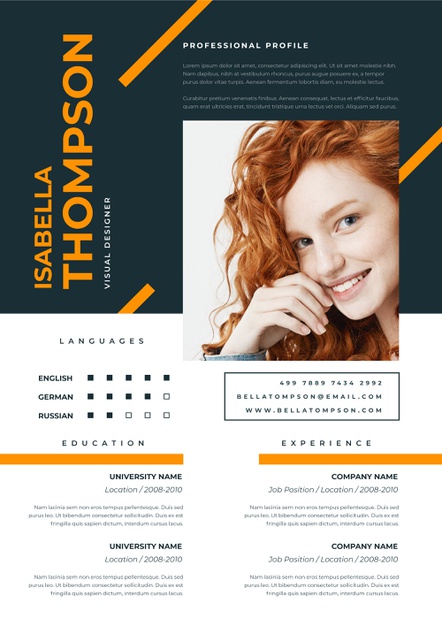 ISABELLA
THOMPSON
VISUAL DESIGNER
PROFESSIONAL PROFILE
Lorem ipsum dolor sit amet, consectetur adipiscing elit. Ut sit amet molestie nibh.
Nam dapibus, nibh at vestibulum rhoncus, purus augue posuere ex, a tempor
purus dolor vitae turpis. Aenean fermentum lobortis diam, at interdum
Curabitur pretium venenatis finibus. Aenean consequat, lectus et efficitur faucibus,
quam erat ultricies erat, tincidunt tristique urna lectus vel orci. Aliquam sed purus.
LANGUAGES
ENGLISH
GERMAN
RUSSIAN
499 7889 7434 2992
BELLATOMPSON@EMAIL.COM
WWW.BELLATOMPSON.COM
EDUCATION
UNIVERSITY NAME
Location / 2008-2010
Nam lacinia sem non eros tempus pellentesque. Duis sed
purus leo. Ut bibendum consectetur sollicitudin. Duis ex eros,
fringilla quis sapien dictum, interdum cursus lacus.
UNIVERSITY NAME
Location / 2008-2010
Nam lacinia sem non eros tempus pellentesque. Duis sed
purus leo. Ut bibendum consectetur sollicitudin. Duis ex eros,
fringilla quis sapien dictum, interdum cursus lacus.
EXPERIENCE
COMPANY NAME
Job Position / Location / 2008-2010
Nam lacinia sem non eros tempus pellentesque. Duis sed
purus leo. Ut bibendum consectetur sollicitudin. Duis ex eros,
fringilla quis sapien dictum, interdum cursus lacus.
COMPANY NAME
Job Position / Location / 2008-2010
Nam lacinia sem non eros tempus pellentesque. Duis sed
purus leo. Ut bibendum consectetur sollicitudin. Duis ex eros,
fringilla quis sapien dictum, interdum cursus lacus.